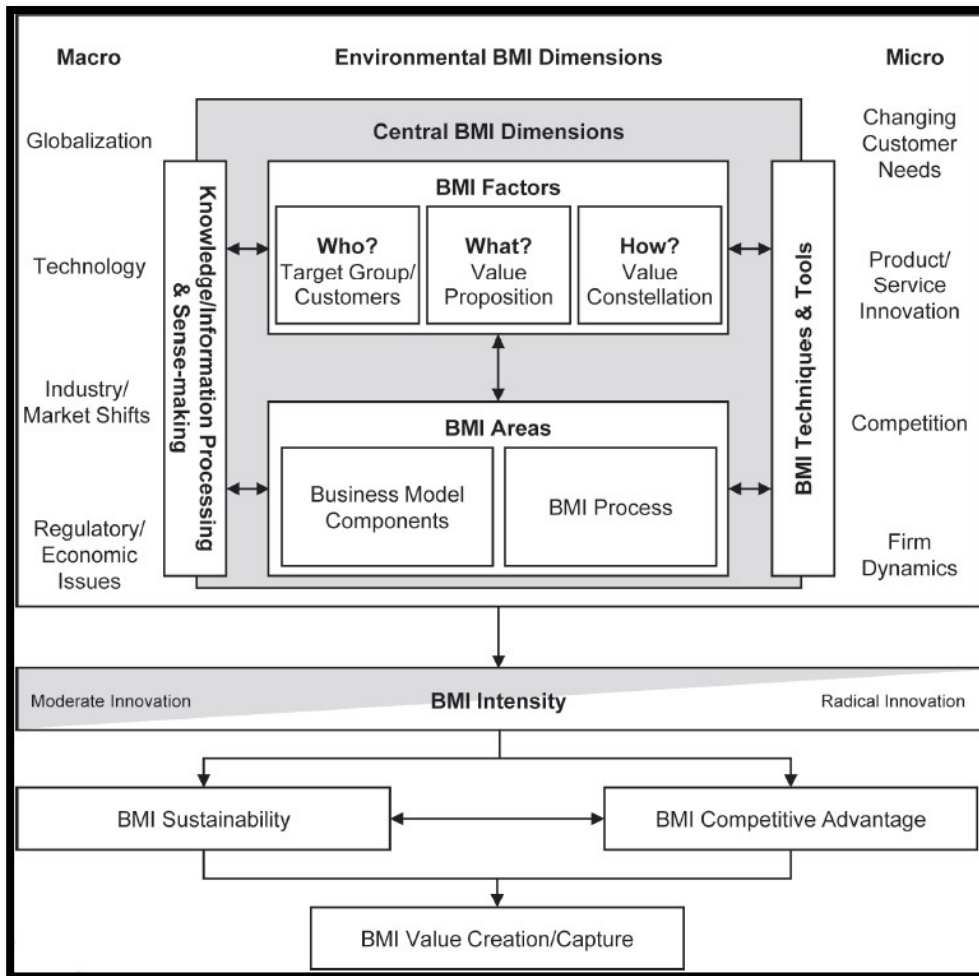 Macro
Environmental BMI Dimensions
Micro
Globalization
Technology
Industry/
Market Shifts
Regulatory/
Economic
Issues
Central BMI Dimensions
Knowledge/Information Processing
& Sense-making
BMI Factors
Who?
Target Group/
Customers
What?
Value
Proposition
How?
Value
Constellation
BMI Areas
Business Model
Components
BMI Process
BMI Techniques & Tools
Changing
Customer
Needs
Product/
Service
Innovation
Competition
Firm
Dynamics
Moderate Innovation
BMI Intensity
Radical Innovation
BMI Sustainability
BMI Competitive Advantage
BMI Value Creation/Capture